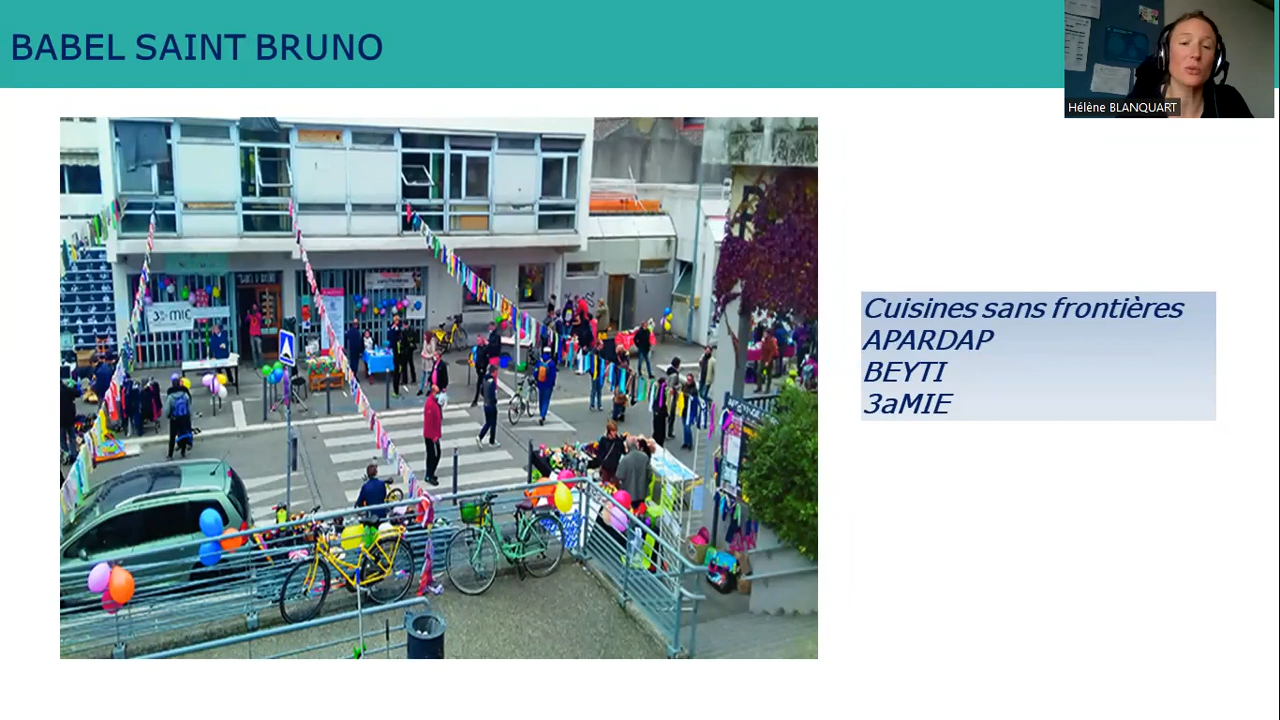 BABEL SAINT BRUNO
Hélène BLANQUART
3aMIE
Cuisines sans frontières
APARDAP
BEYTI
3aMIE